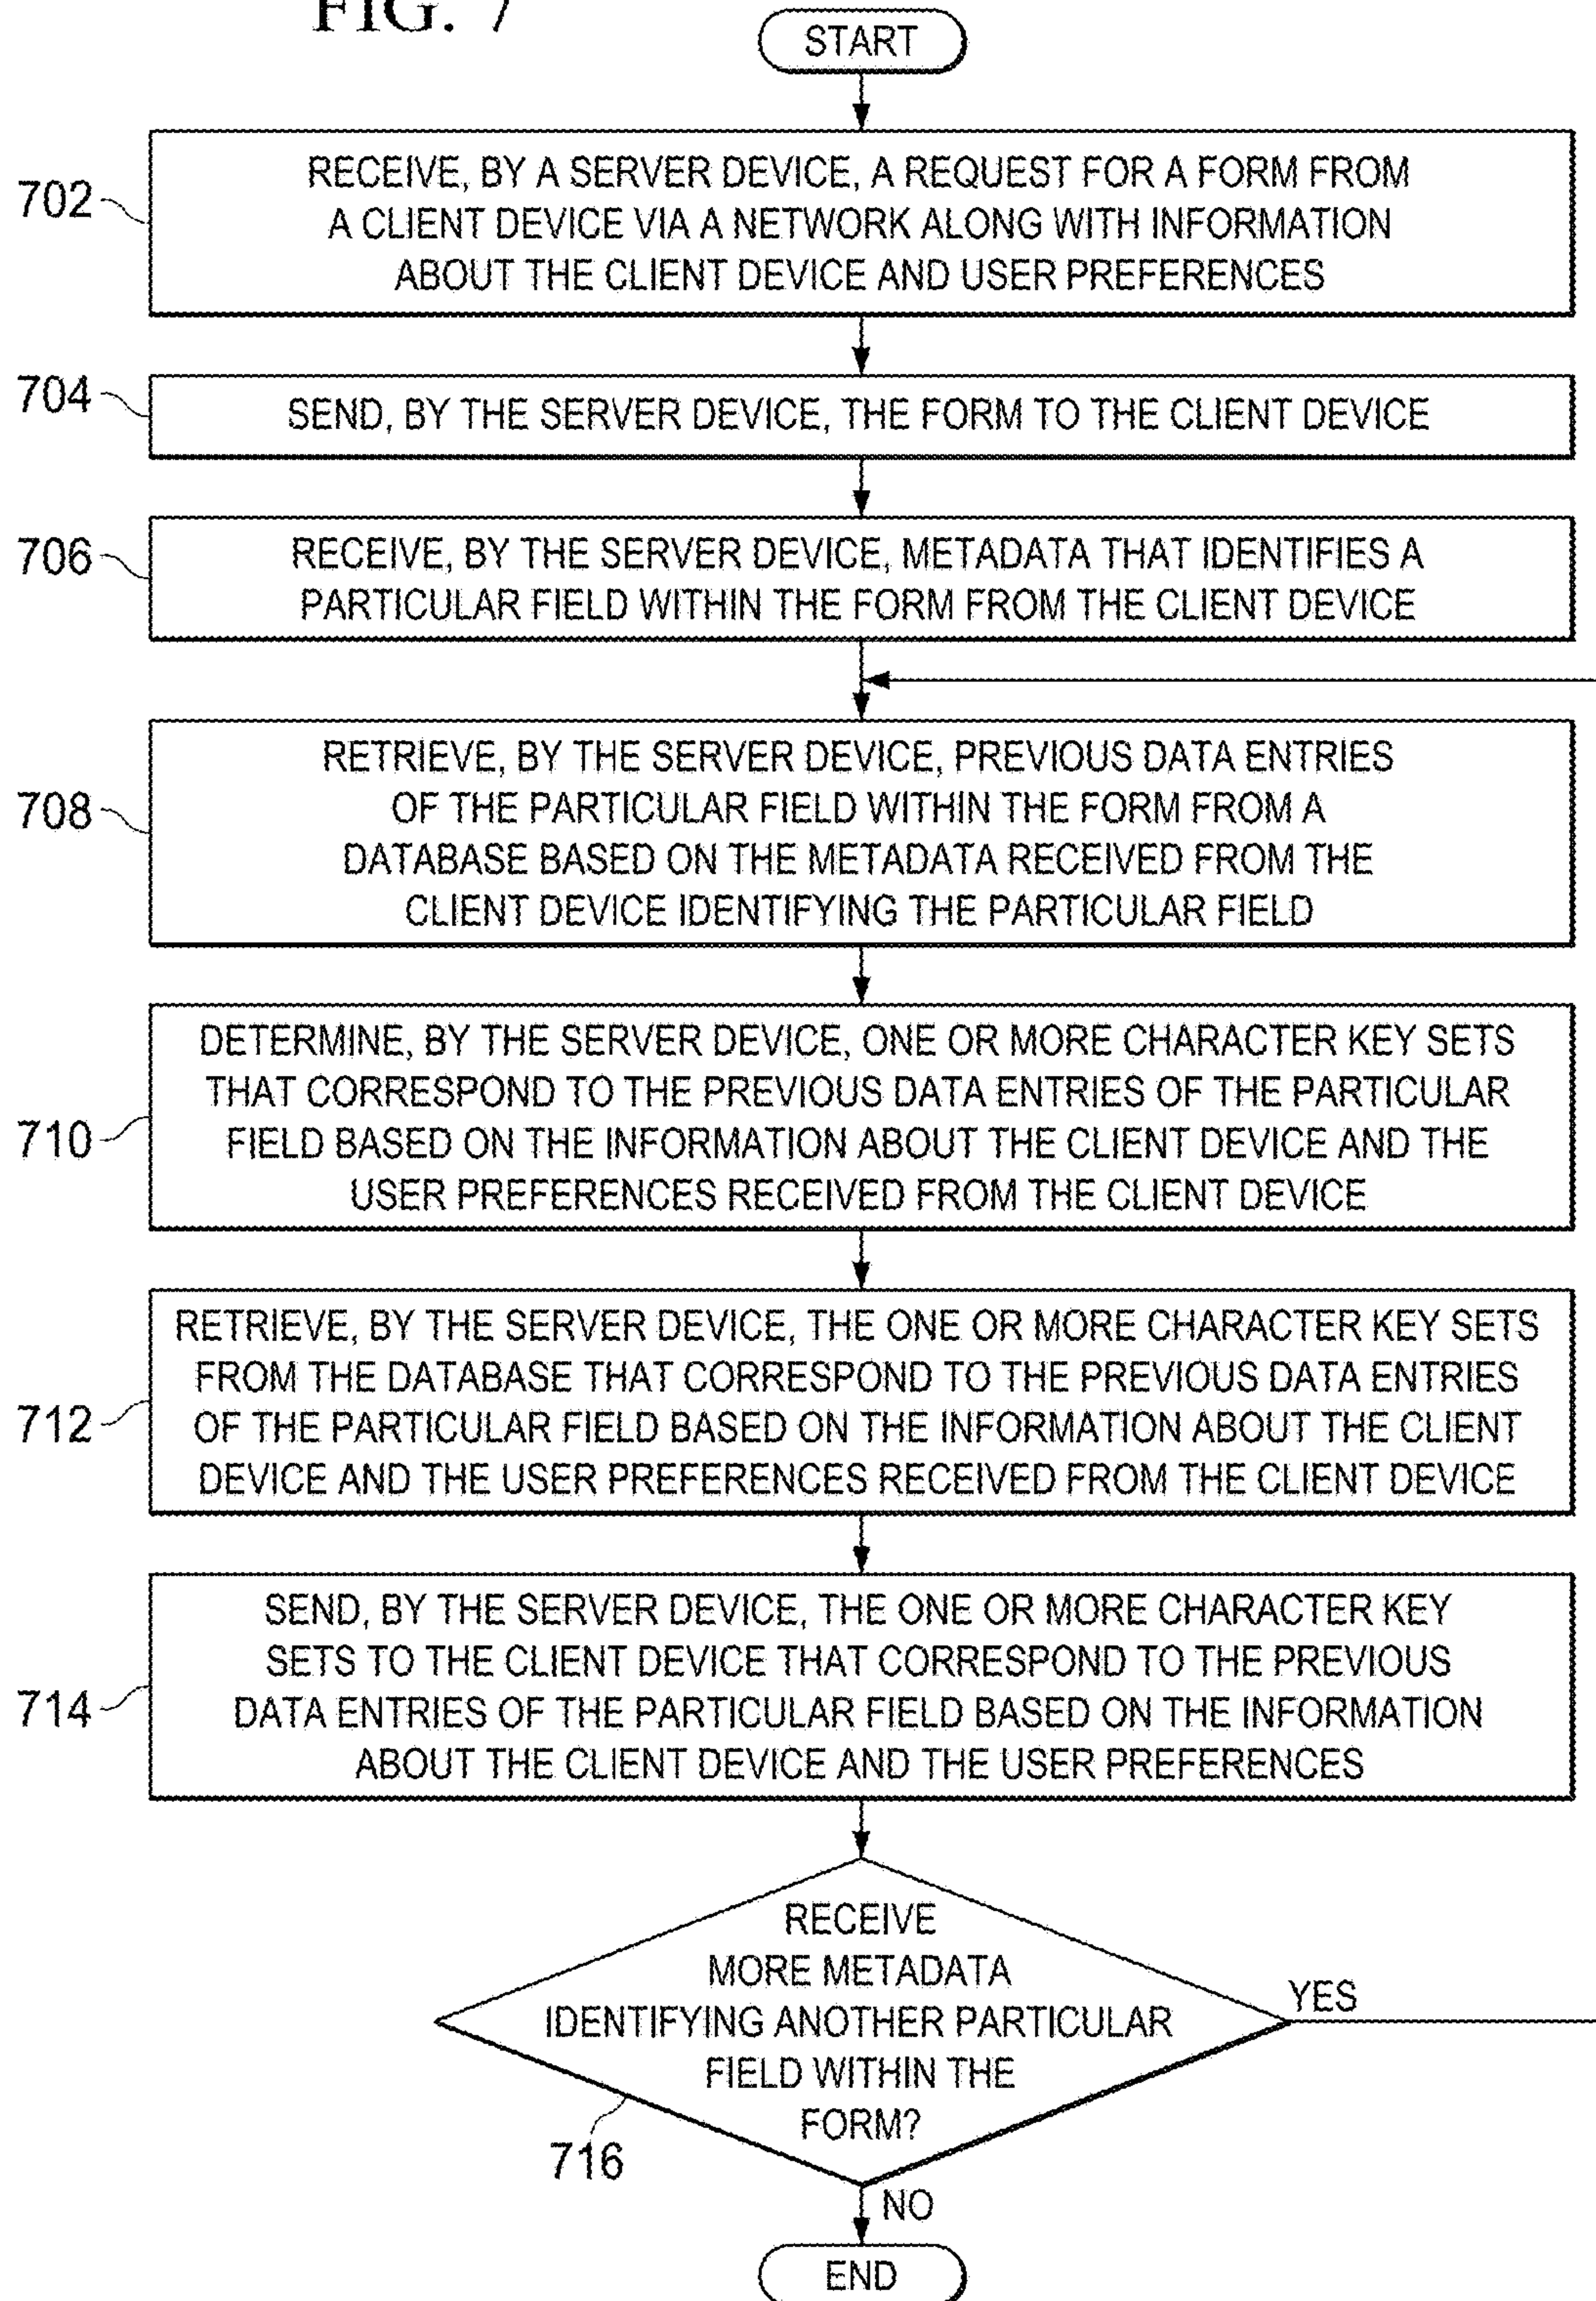 FIG. 7
START
702
RECEIVE, BY A SERVER DEVICE, A REQUEST FOR A FORM FROM
A CLIENT DEVICE VIA A NETWORK ALONG WITH INFORMATION
ABOUT THE CLIENT DEVICE AND USER PREFERENCES
704
SEND, BY THE SERVER DEVICE, THE FORM TO THE CLIENT DEVICE
706
RECEIVE, BY THE SERVER DEVICE, METADATA THAT IDENTIFIES A
PARTICULAR FIELD WITHIN THE FORM FROM THE CLIENT DEVICE
708
RETRIEVE, BY THE SERVER DEVICE, PREVIOUS DATA ENTRIES
OF THE PARTICULAR FIELD WITHIN THE FORM FROM A
DATABASE BASED ON THE METADATA RECEIVED FROM THE
CLIENT DEVICE IDENTIFYING THE PARTICULAR FIELD
710
DETERMINE, BY THE SERVER DEVICE, ONE OR MORE CHARACTER KEY SETS
THAT CORRESPOND TO THE PREVIOUS DATA ENTRIES OF THE PARTICULAR
FIELD BASED ON THE INFORMATION ABOUT THE CLIENT DEVICE AND THE
USER PREFERENCES RECEIVED FROM THE CLIENT DEVICE
712
RETRIEVE, BY THE SERVER DEVICE, THE ONE OR MORE CHARACTER KEY SETS
FROM THE DATABASE THAT CORRESPOND TO THE PREVIOUS DATA ENTRIES
OF THE PARTICULAR FIELD BASED ON THE INFORMATION ABOUT THE CLIENT
DEVICE AND THE USER PREFERENCES RECEIVED FROM THE CLIENT DEVICE
714
SEND, BY THE SERVER DEVICE, THE ONE OR MORE CHARACTER KEY
SETS TO THE CLIENT DEVICE THAT CORRESPOND TO THE PREVIOUS
DATA ENTRIES OF THE PARTICULAR FIELD BASED ON THE INFORMATION
ABOUT THE CLIENT DEVICE AND THE USER PREFERENCES
RECEIVE
MORE METADATA
IDENTIFYING ANOTHER PARTICULAR
FIELD WITHIN THE
FORM?
YES
716
NO
END